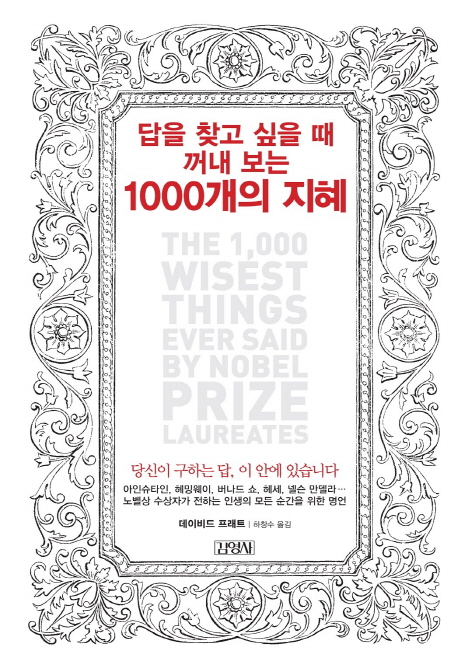 답을 찾고 싶을 때
꺼내 보는
1000개의 지혜
THE 1,000
WISEST
THINGS
EVER SAID
BY NOBEL
PRIZE
LAUREATES
당신이 구하는 답, 이 안에 있습니다
아인슈타인, 헤밍웨이, 버나드 쇼, 헤세, 넬슨 만델라…
노벨상 수상자가 전하는 인생의 모든 순간을 위한 명언
데이비드 프래트 | 하창수 옮김
김영사